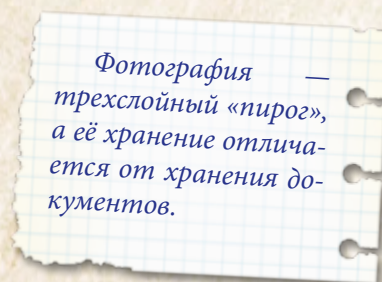 Фотография —
трехслойный «пирог»,
а её хранение отлича-
ется от хранения до-
кументов.